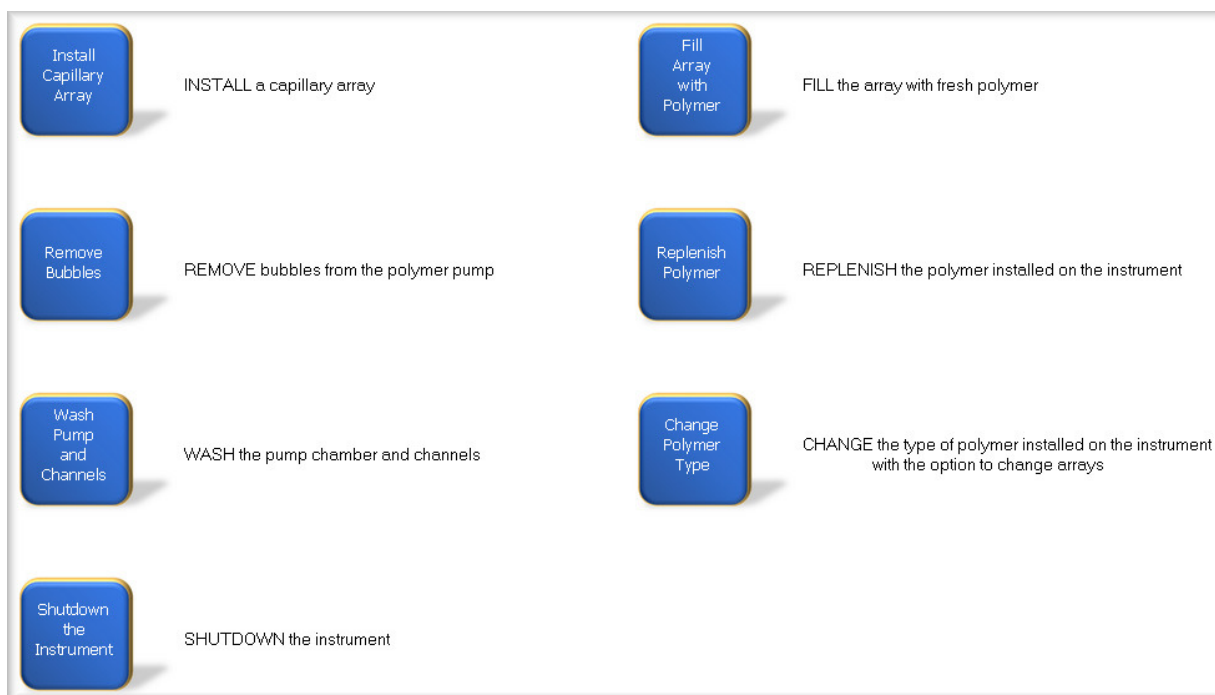 Install
Capillary
Array
INSTALL a capillary array
Fill
Array
with
Polymer
FILL the array with fresh polymer
Remove
Bubbles
REMOVE bubbles from the polymer pump
Replenish
Polymer
REPLENISH the polymer installed on the instrument
Wash
Pump
and
Channels
WASH the pump chamber and channels
Change
Polymer
Type
CHANGE the type of polymer installed on the instrument
with the option to change arrays
Shutdown
the
Instrument
SHUTDOWN the instrument